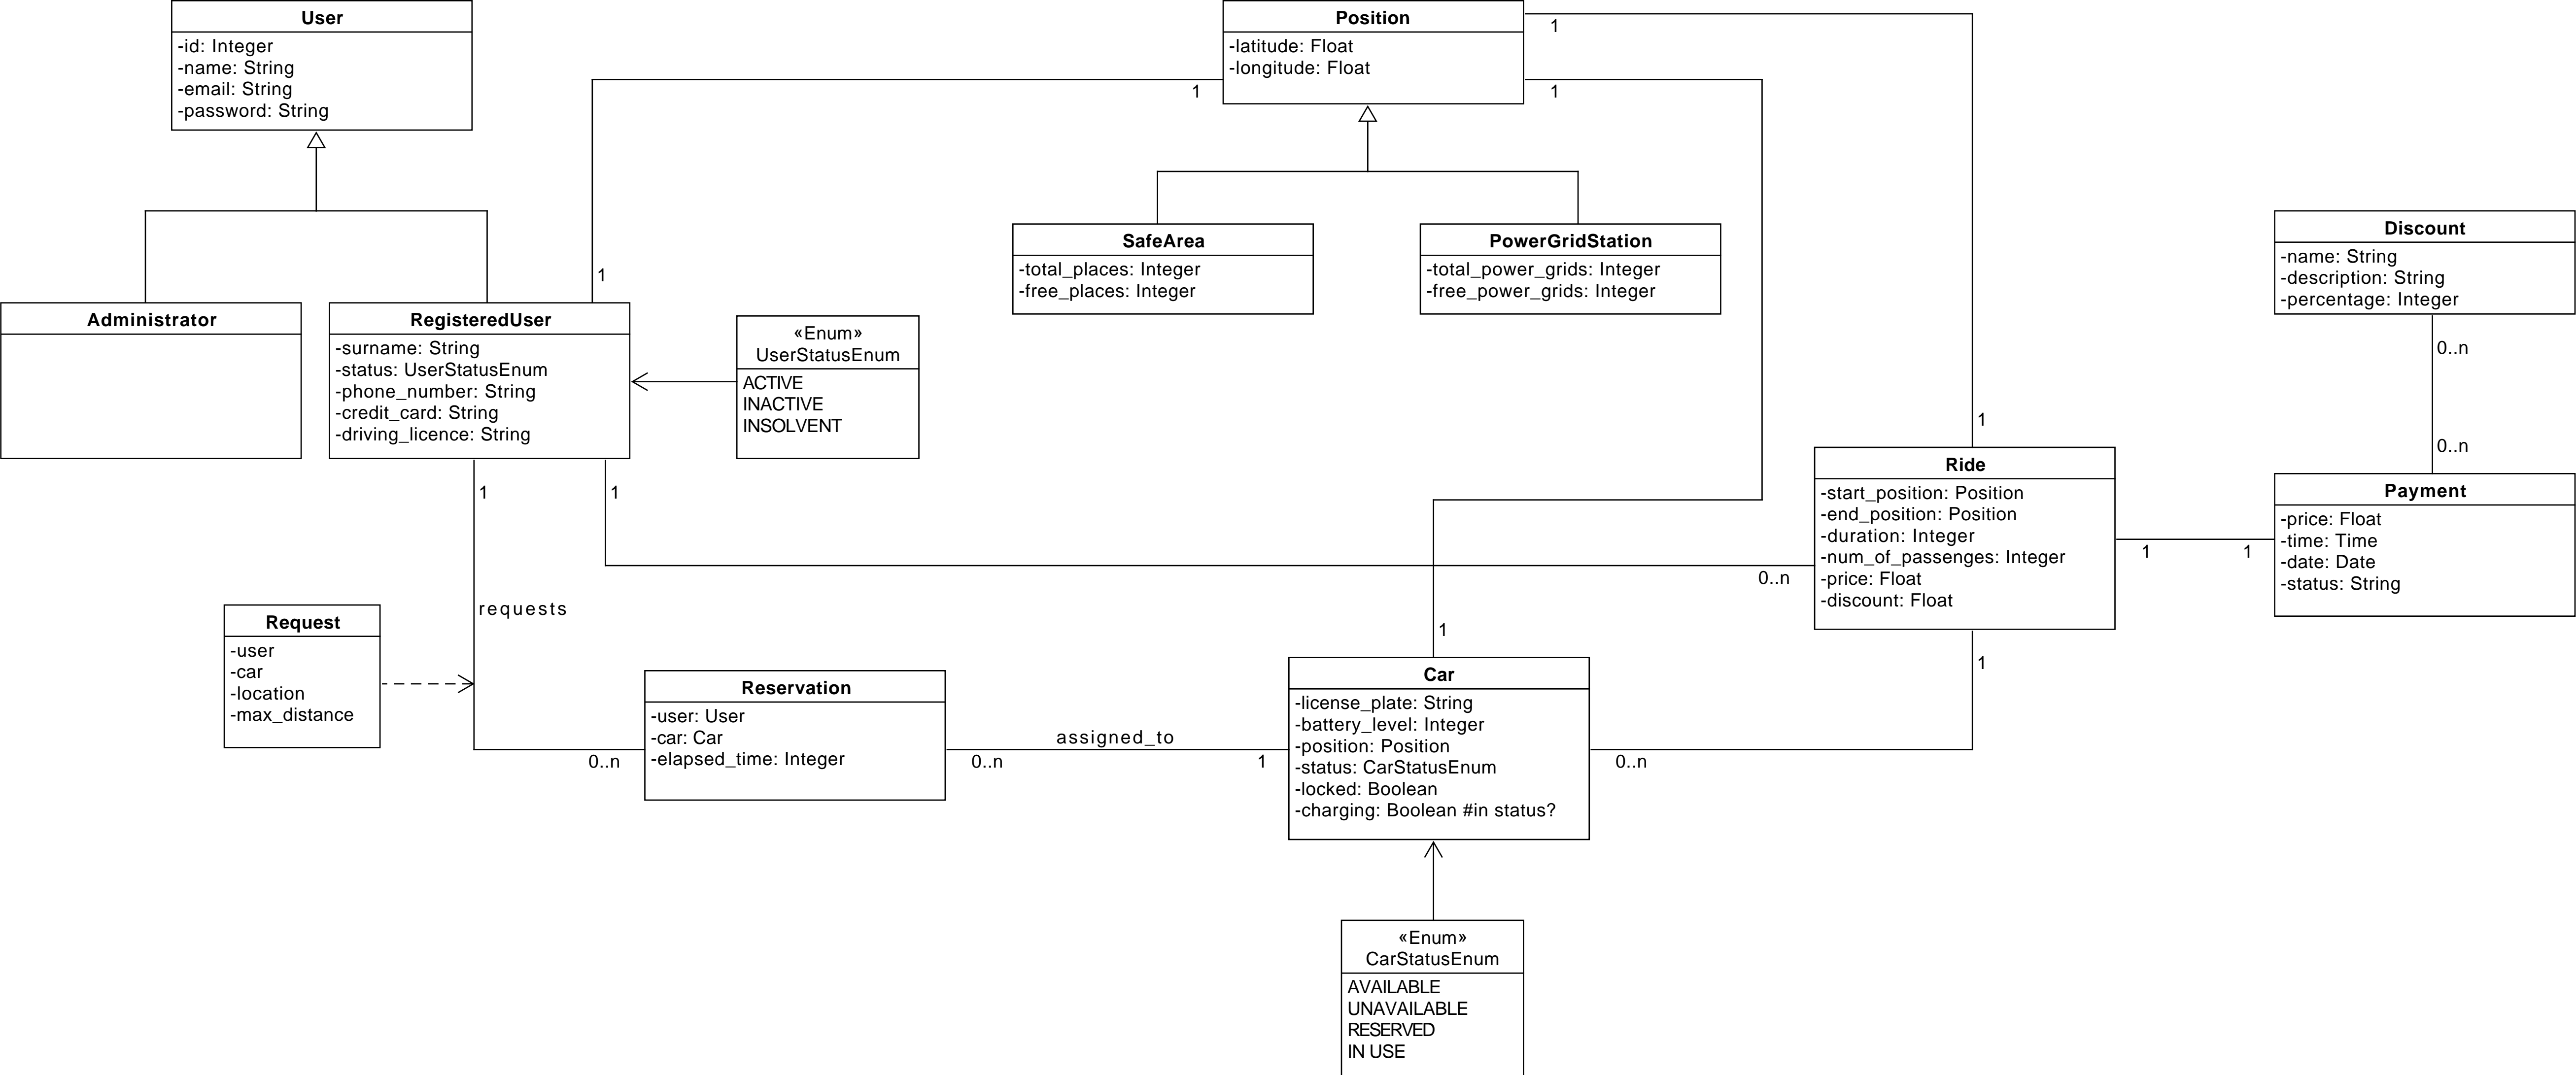 User
-id: Integer
-name: String
-email: String
-password: String
Position
-latitude: Float
-longitude: Float
1
1
1
SafeArea
-total_places: Integer
-free_places: Integer
PowerGridStation
-total_power_grids: Integer
-free_power_grids: Integer
Discount
-name: String
-description: String
-percentage: Integer
1
Administrator
RegisteredUser
-surname: String
-status: UserStatusEnum
-phone_number: String
-credit_card: String
-driving_licence: String
«Enum»
UserStatusEnum
ACTIVE
INACTIVE
INSOLVENT
0..n
1
0..n
Ride
-start_position: Position
-end_position: Position
-duration: Integer
-num_of_passenges: Integer
-price: Float
-discount: Float
Payment
-price: Float
-time: Time
-date: Date
-status: String
1
1
1
1
0..n
requests
Request
-user
-car
-location
-max_distance
1
1
Reservation
-user: User
-car: Car
-elapsed_time: Integer
Car
-license_plate: String
-battery_level: Integer
-position: Position
-status: CarStatusEnum
-locked: Boolean
-charging: Boolean #in status?
assigned_to
0..n
0..n
1
0..n
«Enum»
CarStatusEnum
AVAILABLE
UNAVAILABLE
RESERVED
IN USE